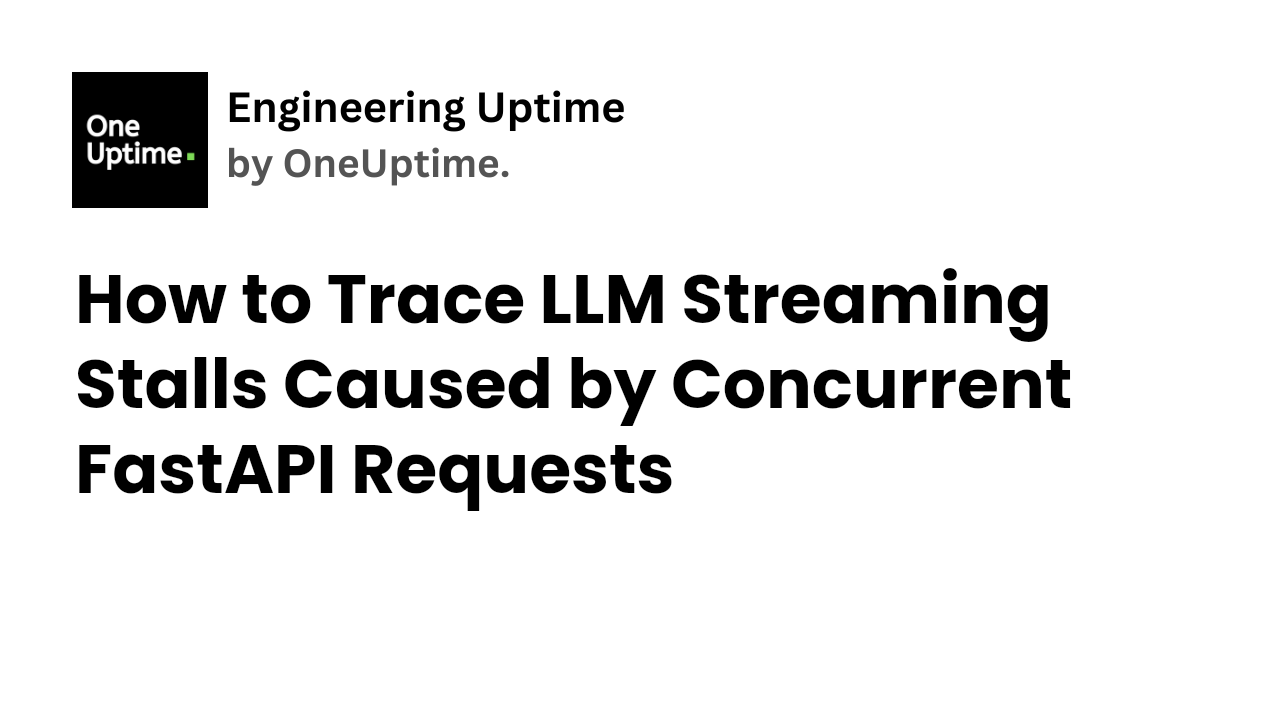 One
Uptime.
Engineering Uptime
by OneUptime.
How to Trace LLM Streaming
Stalls Caused by Concurrent
FastAPI Requests